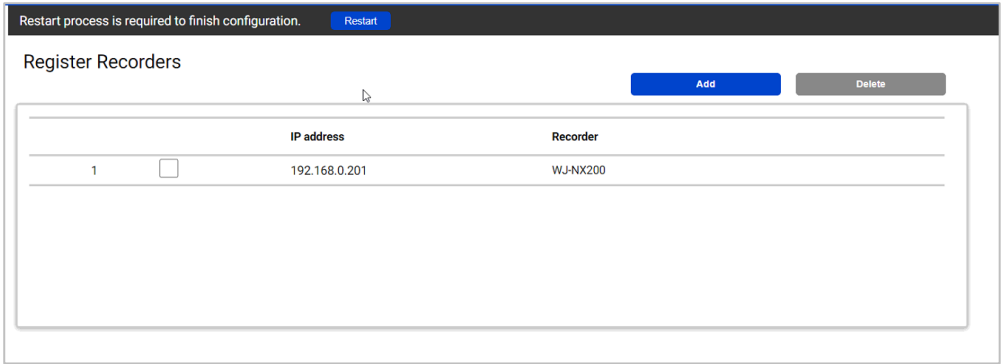 Restart process is required to finish configuration. Restart
Register Recorders
Add Delete
IP address Recorder
1 192.168.0.201 WJ-NX200